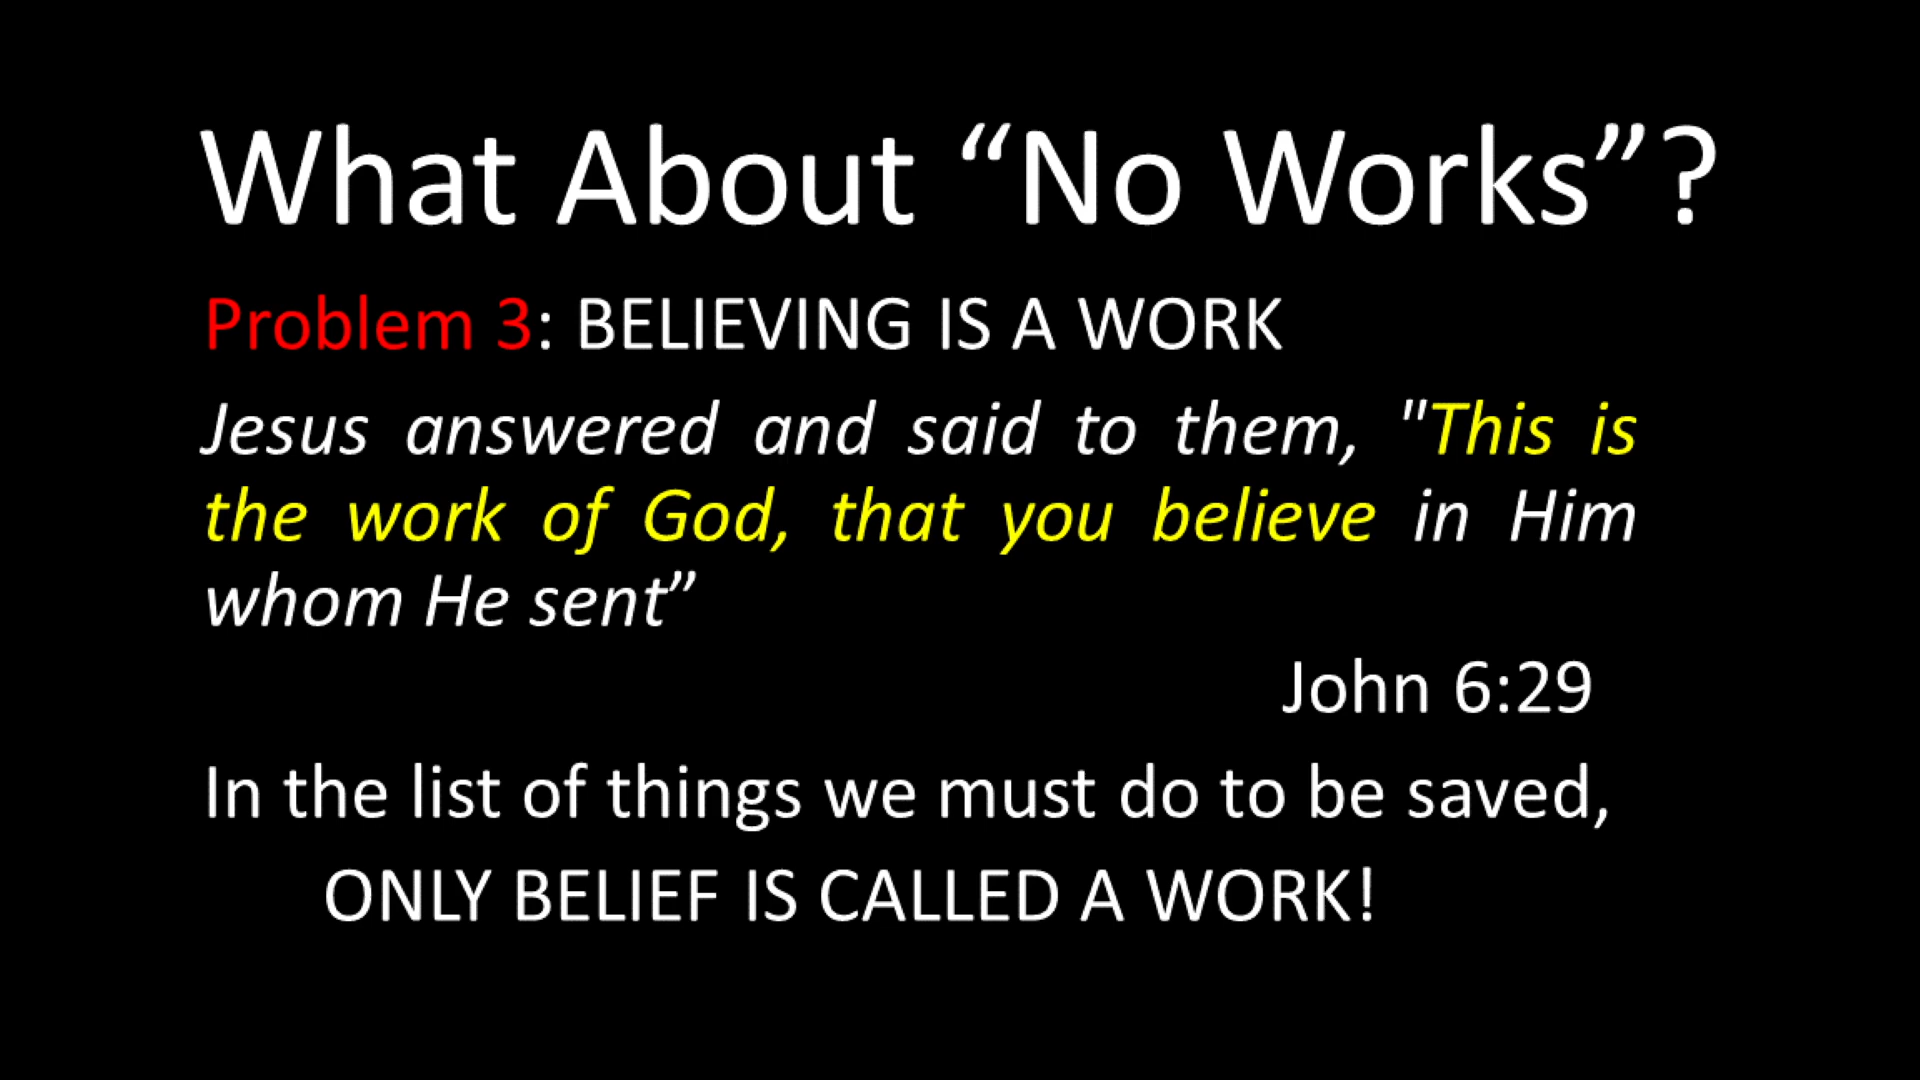 What About “No Works”?
Problem 3: BELIEVING IS A WORK
Jesus answered and said to them, "This is
the work of God, that you believe in Him
whom He sent”
John 6:29
In the list of things we must do to be saved,
ONLY BELIEF IS CALLED A WORK!